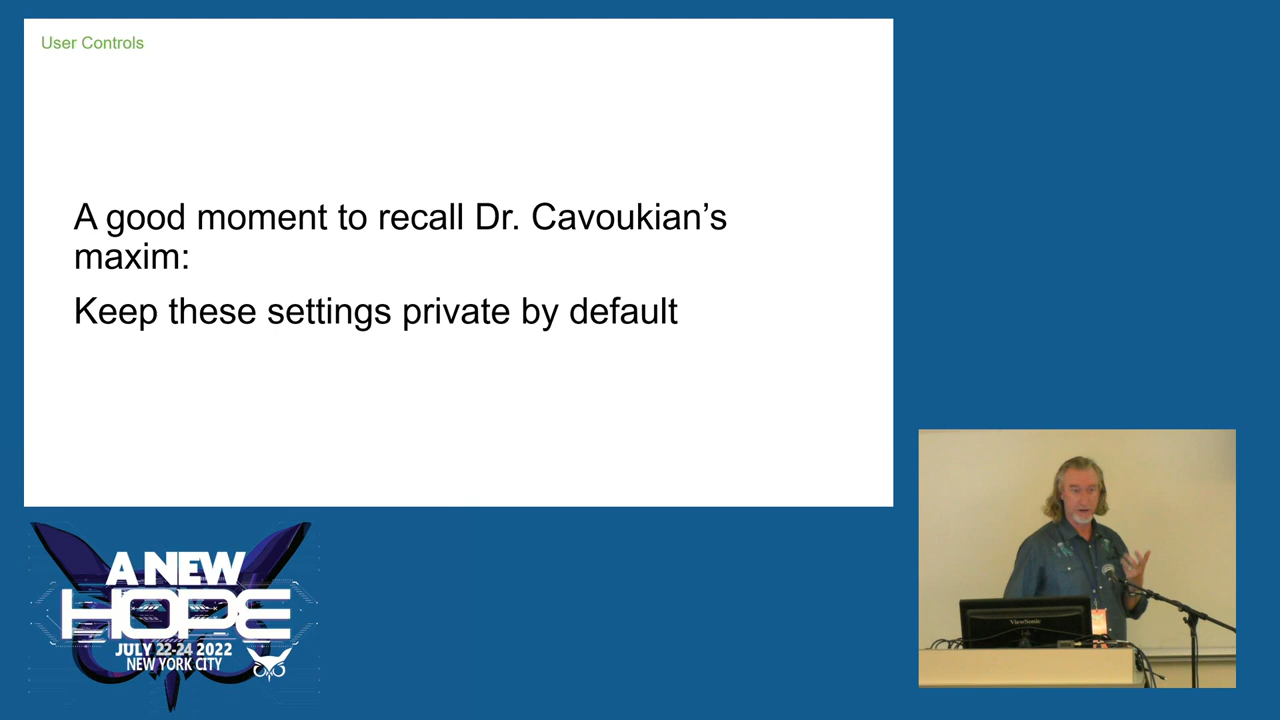 User Controls
A good moment to recall Dr. Cavoukian’s
maxim:
Keep these settings private by default
A NEW
HOPE
JULY 22-24 2022
NEW YORK CITY
ViewSonic